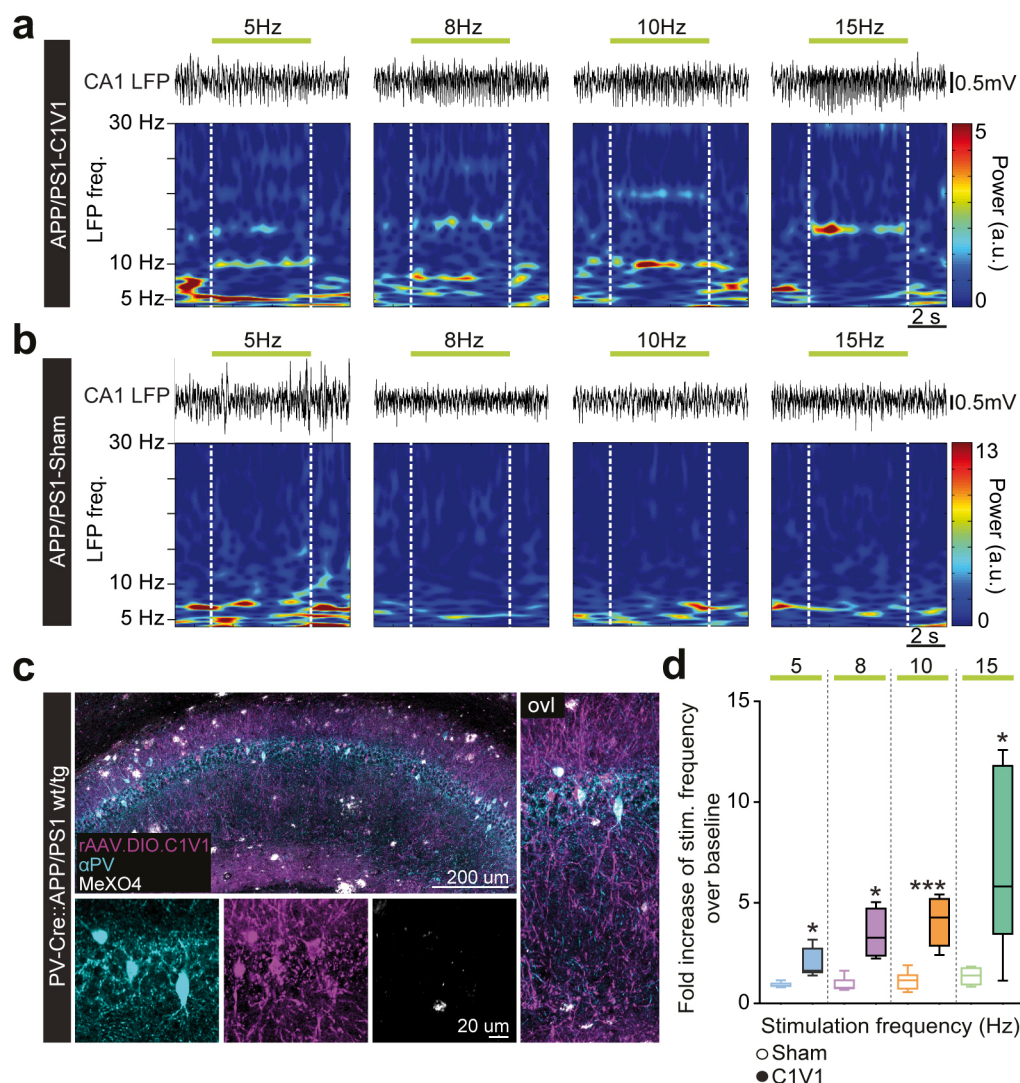 a
5Hz 8Hz 10Hz 15Hz
APP/PS1-C1V1
CA1 LFP
0.5mV
30 Hz
10 Hz
5 Hz
LFP freq.
5
0
Power (a.u.)
2 s
b
5Hz 8Hz 10Hz 15Hz
APP/PS1-Sham
CA1 LFP
0.5mV
30 Hz
10 Hz
5 Hz
LFP freq.
13
0
Power (a.u.)
2 s
c
PV-Cre::APP/PS1 wt/tg
rAAV.DIO.C1V1
αPV
MeXO4
200 um
ovl
20 um
d
5 8 10 15
Fold increase of stim. frequency
over baseline
15
10
5
0
* * *** *
Stimulation frequency (Hz)
Sham
C1V1